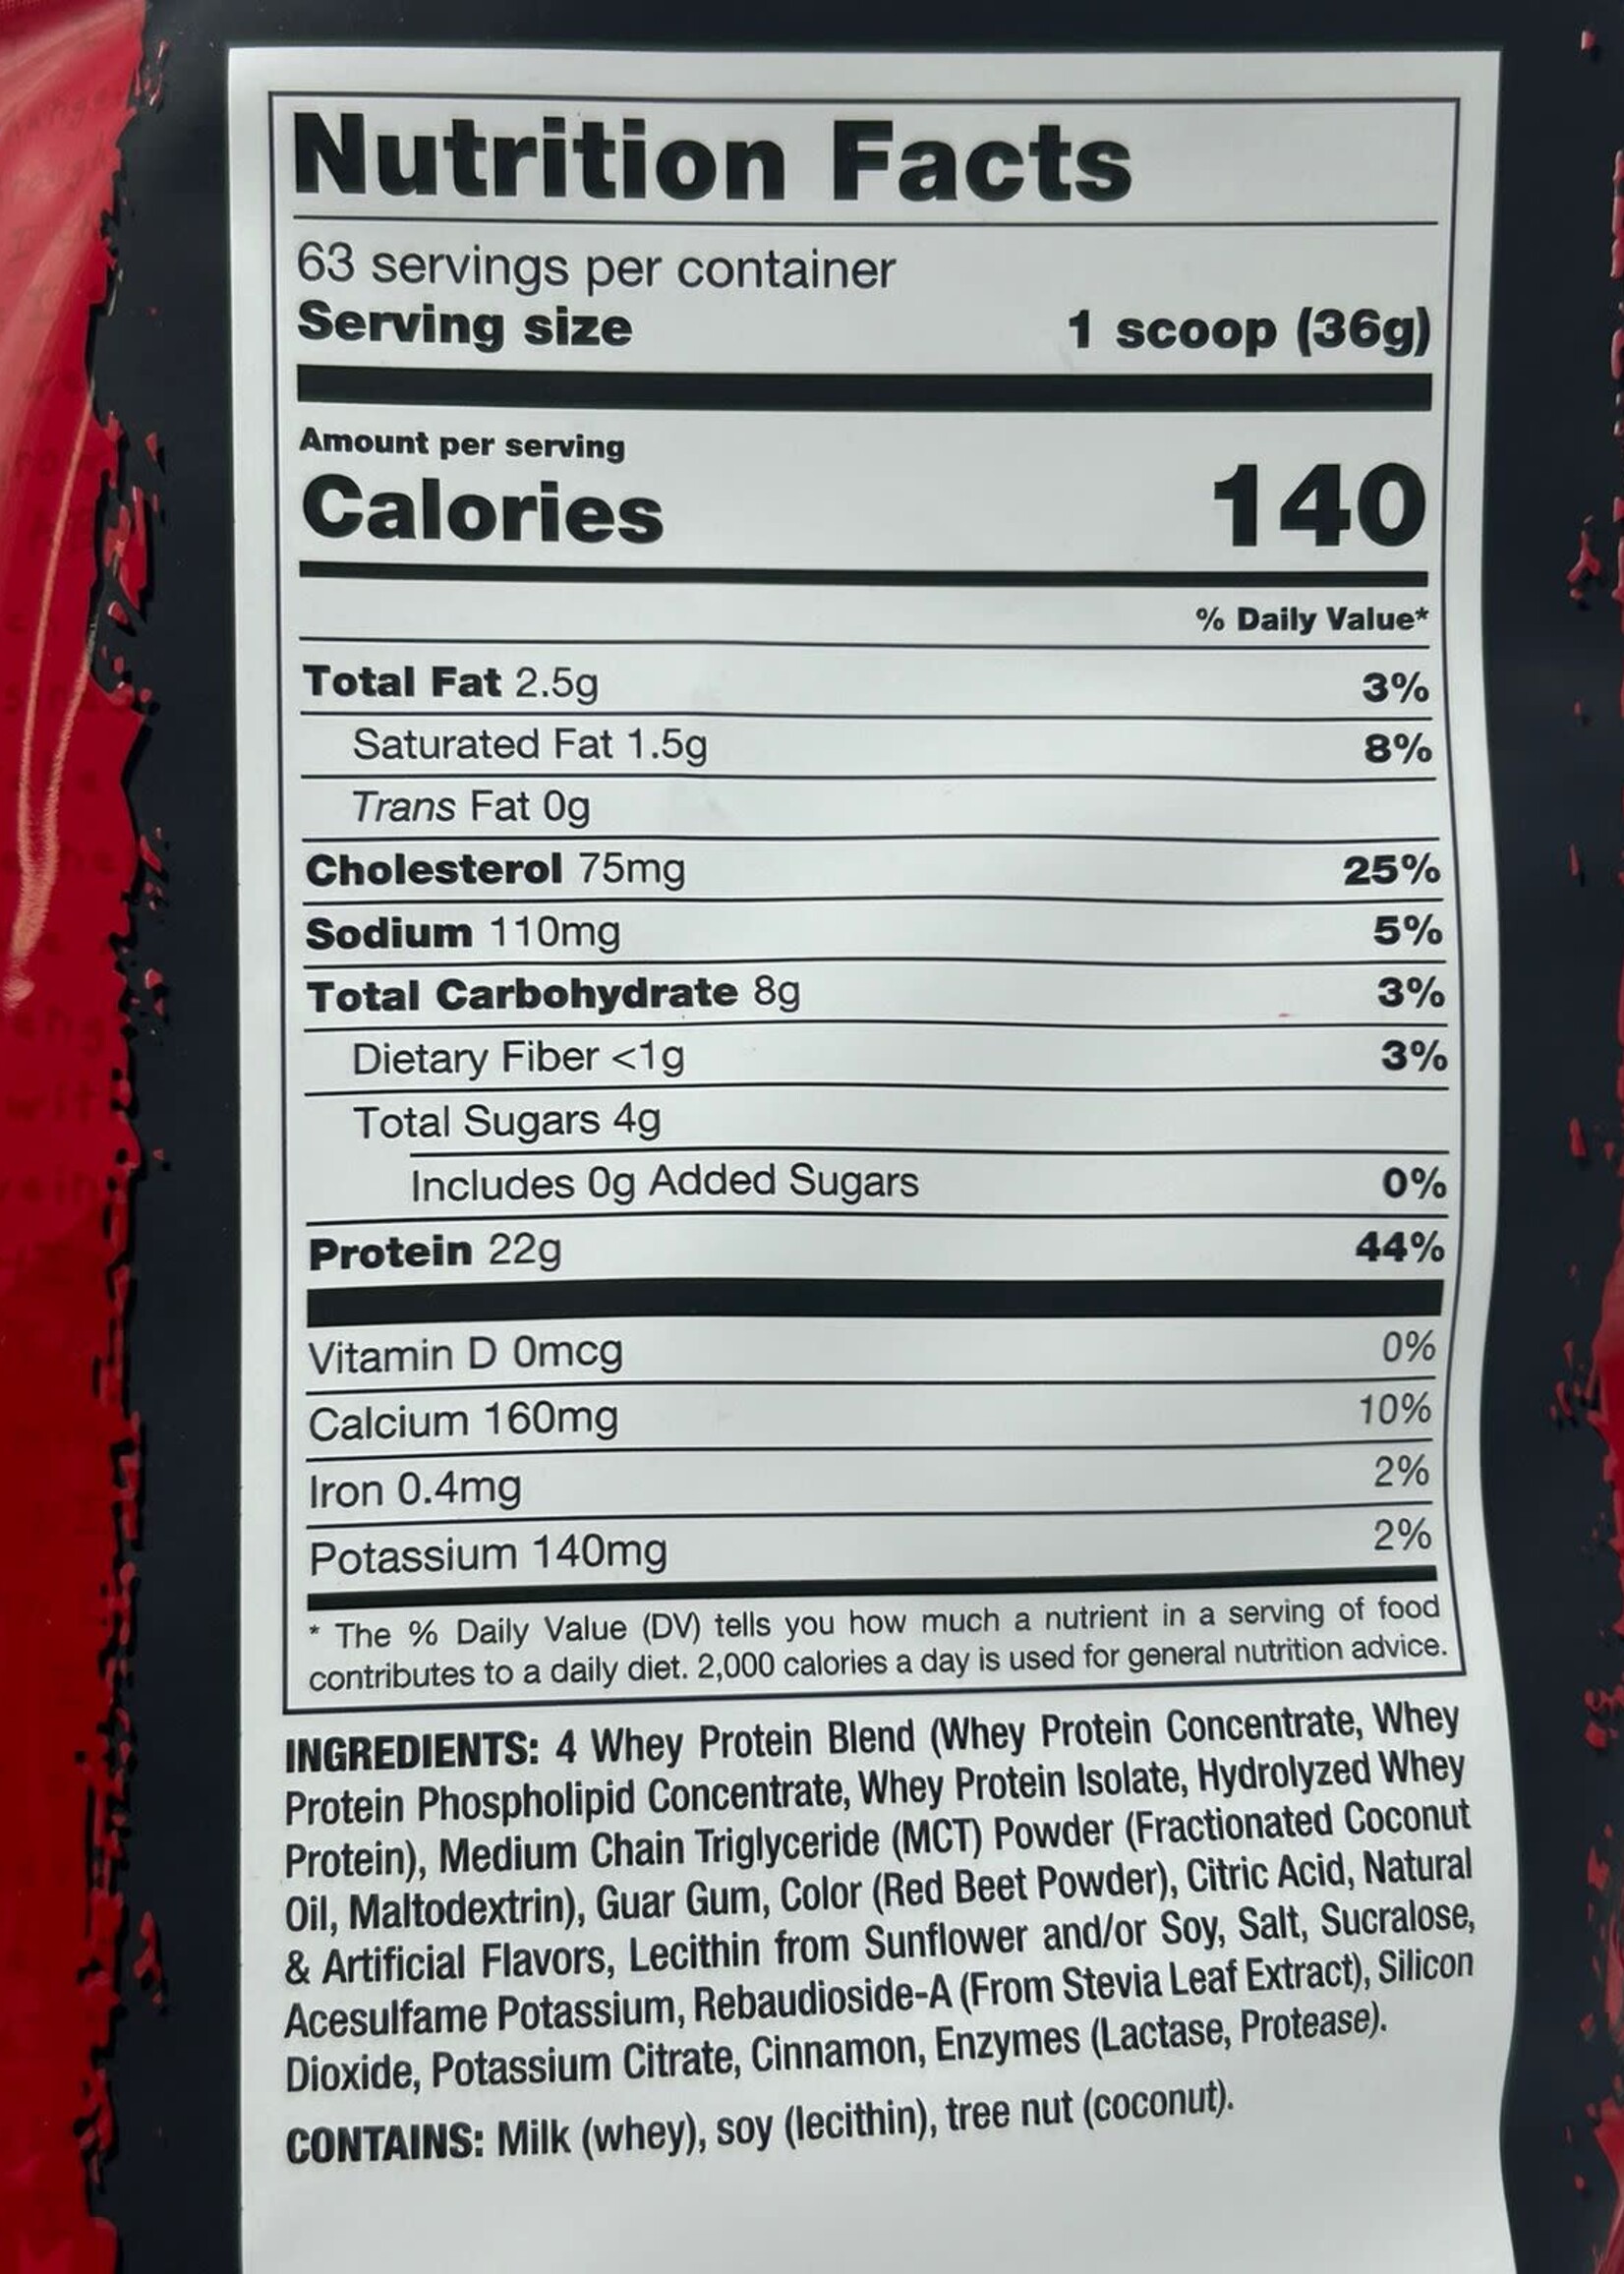 Nutrition Facts
63 servings per container
Serving size 1 scoop (36g)
Amount per serving
Calories 140
% Daily Value*
Total Fat 2.5g 3%
Saturated Fat 1.5g 8%
Trans Fat 0g
Cholesterol 75mg 25%
Sodium 110mg 5%
Total Carbohydrate 8g 3%
Dietary Fiber <1g 3%
Total Sugars 4g
Includes 0g Added Sugars 0%
Protein 22g 44%
Vitamin D 0mcg 0%
Calcium 160mg 10%
Iron 0.4mg 2%
Potassium 140mg 2%
* The % Daily Value (DV) tells you how much a nutrient in a serving of food
contributes to a daily diet. 2,000 calories a day is used for general nutrition advice.
INGREDIENTS: 4 Whey Protein Blend (Whey Protein Concentrate, Whey
Protein Phospholipid Concentrate, Whey Protein Isolate, Hydrolyzed Whey
Protein), Medium Chain Triglyceride (MCT) Powder (Fractionated Coconut
Oil, Maltodextrin), Guar Gum, Color (Red Beet Powder), Citric Acid, Natural
& Artificial Flavors, Lecithin from Sunflower and/or Soy, Salt, Sucralose,
Acesulfame Potassium, Rebaudioside-A (From Stevia Leaf Extract), Silicon
Dioxide, Potassium Citrate, Cinnamon, Enzymes (Lactase, Protease).
CONTAINS: Milk (whey), soy (lecithin), tree nut (coconut).